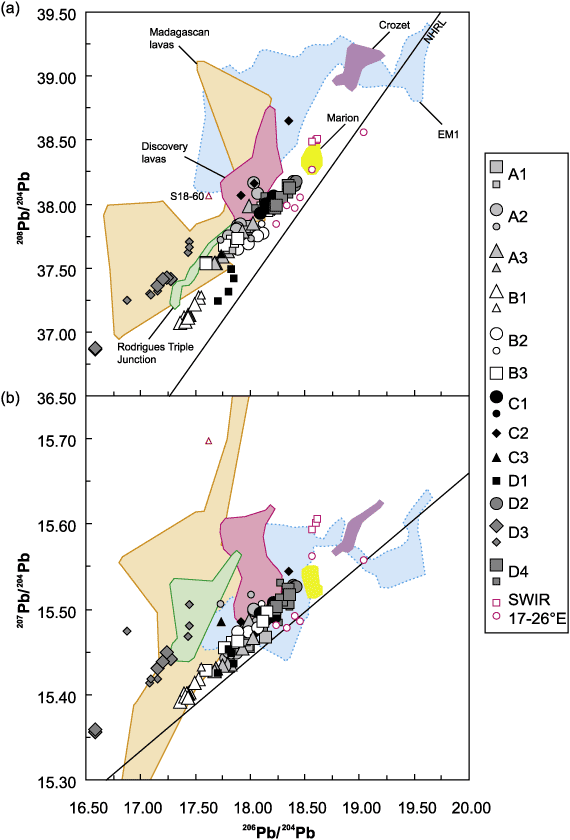 (a)
39.50
39.00
38.50
38.00
37.50
37.00
208Pb/204Pb
Madagascan
lavas
Crozet
NHRL
EM1
Marion
Discovery
lavas
S18-60
Rodrigues Triple
Junction
(b)
36.50
15.70
15.60
15.50
15.40
15.30
207Pb/204Pb
16.50 17.00 17.50 18.00 18.50 19.00 19.50 20.00
206Pb/204Pb
A1
A2
A3
B1
B2
B3
C1
C2
C3
D1
D2
D3
D4
SWIR
17-26°E